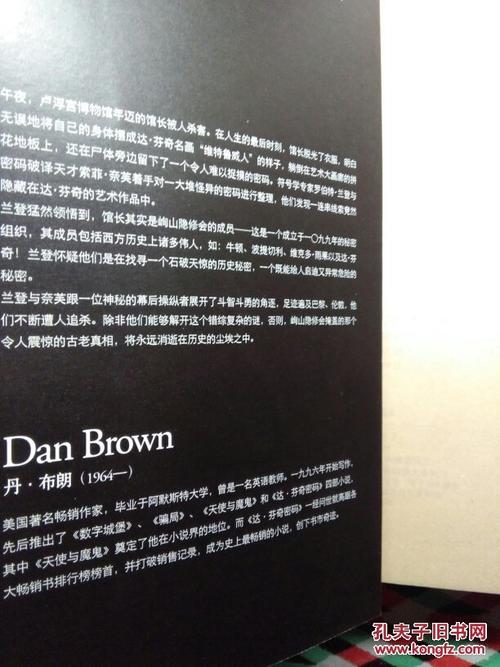 午夜，卢浮宫博物馆年迈的馆长被人杀害。在人生的最后时刻，馆长脱光了衣服，明白
无误地将自己的身体摆成达·芬奇名画“维特鲁威人”的样子，躺倒在艺术大画廊的拼
花地板上，还在尸体旁边留下了一个令人难以捉摸的密码。符号学专家罗伯特·兰登与
密码破译天才索菲·奈芙着手对一大堆怪异的密码进行整理，他们发现一连串线索竟然
隐藏在达·芬奇的艺术作品中。
兰登猛然领悟到，馆长其实是峋山隐修会的成员——这是一个成立于一〇九九年的秘密
组织，其成员包括西方历史上诸多伟人，如：牛顿、波提切利、维克多·雨果以及达·芬
奇！兰登怀疑他们是在找寻一个石破天惊的历史秘密，一个既能给人启迪又异常危险的
秘密。
兰登与奈芙跟一位神秘的幕后操纵者展开了斗智斗勇的角逐，足迹遍及巴黎、伦敦，他
们不断遭人追杀。除非他们能够解开这个错综复杂的谜，否则，峋山隐修会掩盖的那个
令人震惊的古老真相，将永远消逝在历史的尘埃之中。
Dan Brown
丹·布朗（1964—）
美国著名畅销作家，毕业于阿默斯特大学，曾是一名英语教师。一九九六年开始写作，
先后推出了《数字城堡》、《骗局》、《天使与魔鬼》和《达·芬奇密码》四部小说，
其中《天使与魔鬼》奠定了他在小说界的地位。而《达·芬奇密码》一经问世就高踞各
大畅销书排行榜榜首，并打破销售记录，成为史上最畅销的小说，创下书市奇迹。
孔夫子旧书网
www.kongfz.com